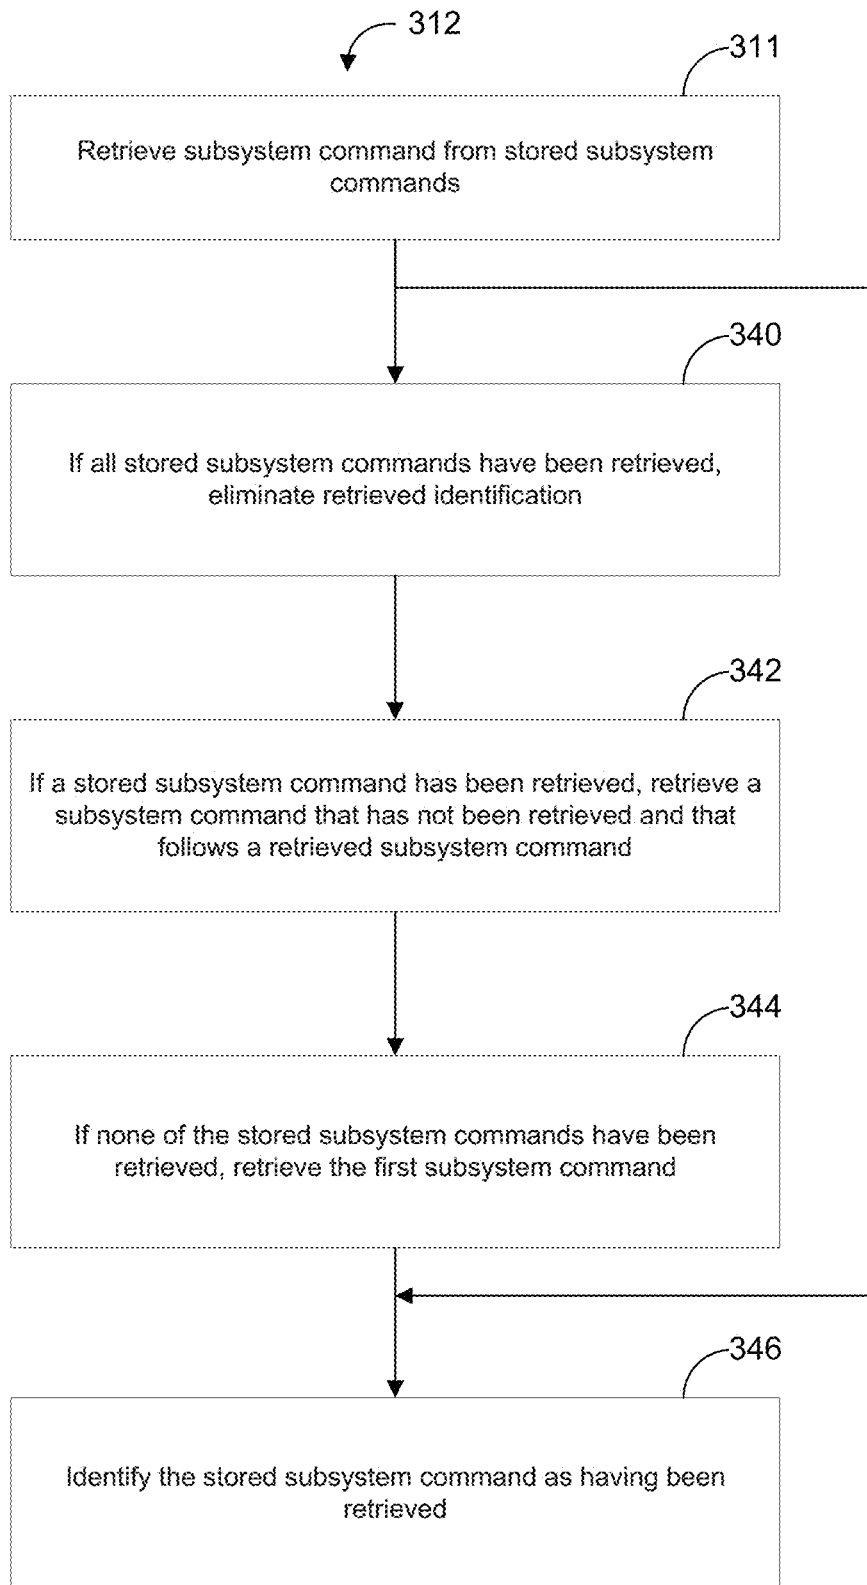 312
311
Retrieve subsystem command from stored subsystem
commands
340
If all stored subsystem commands have been retrieved,
eliminate retrieved identification
342
If a stored subsystem command has been retrieved, retrieve a
subsystem command that has not been retrieved and that
follows a retrieved subsystem command
344
If none of the stored subsystem commands have been
retrieved, retrieve the first subsystem command
346
Identify the stored subsystem command as having been
retrieved